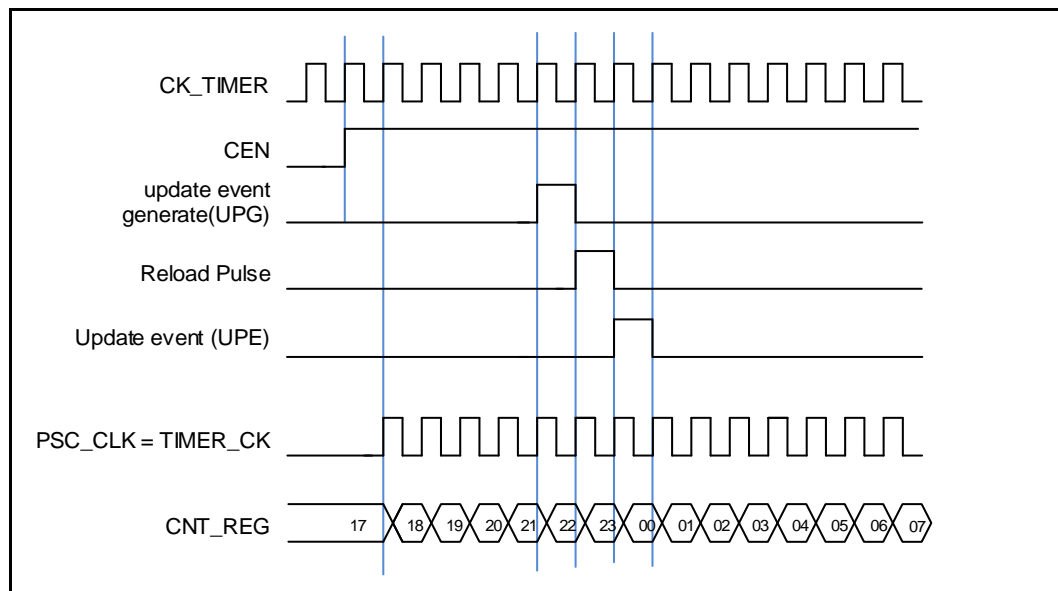 CK_TIMER
CEN
update event
generate(UPG)
Reload Pulse
Update event (UPE)
PSC_CLK = TIMER_CK
CNT_REG 17 18 19 20 21 22 23 00 01 02 03 04 05 06 07